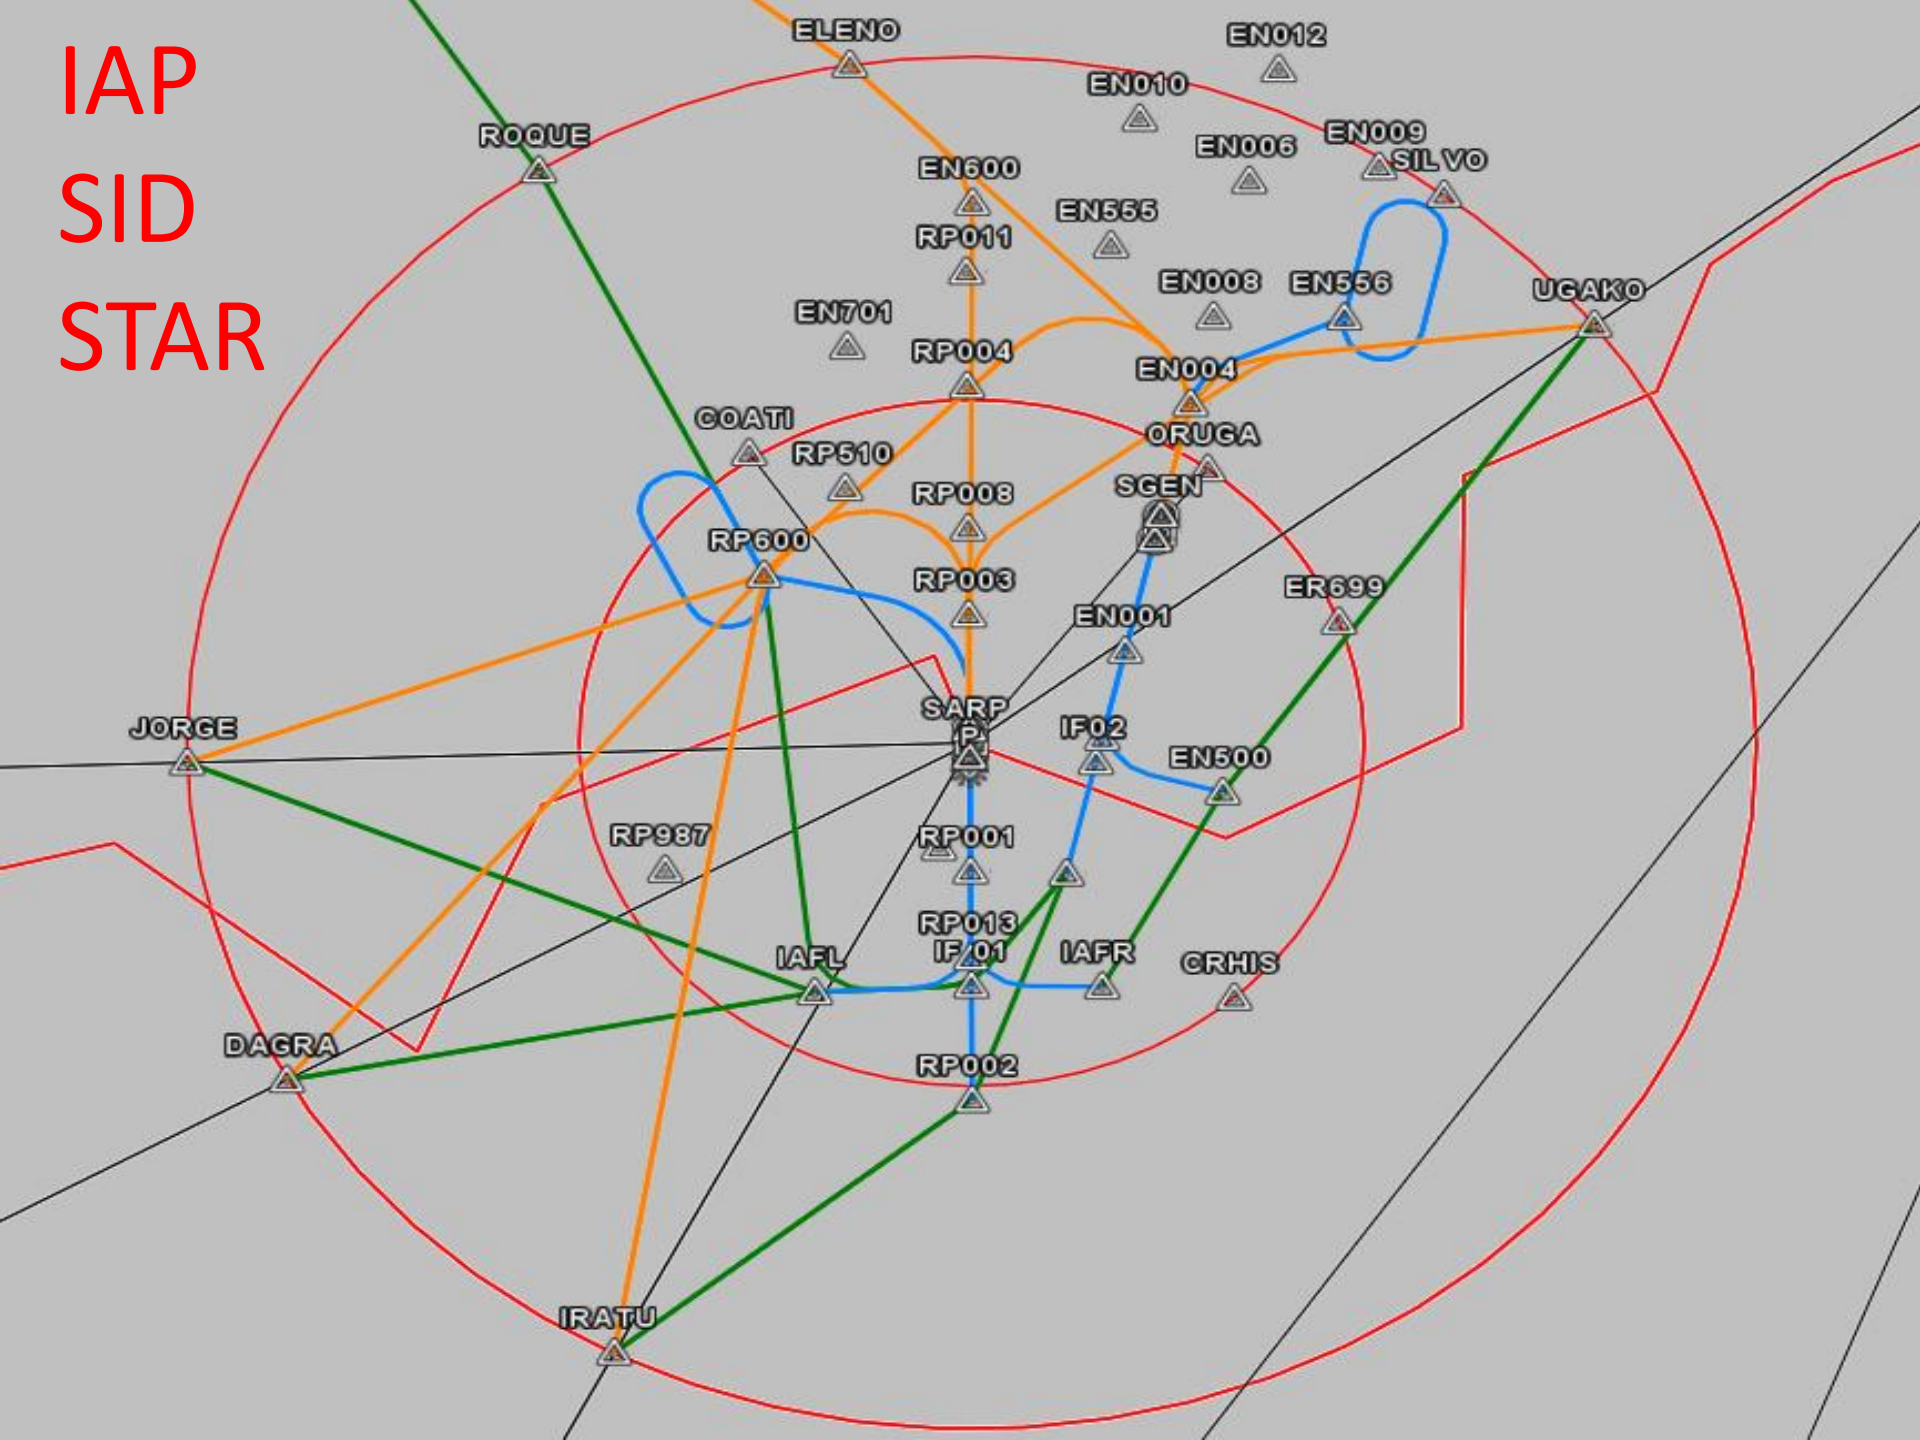 IAP
SID
STAR
ELENO
EN012
EN010
ROQUE
EN009
EN006
SILVO
EN600
EN555
RP011
EN008
EN556
UGAKO
EN701
RP004
EN004
COATI
ORUGA
RP510
SGEN
RP008
RP600
RP003
ER699
EN001
SARP
P
JORGE
IF02
EN500
RP987
RP001
RP013
IF01
IAFL
IAFR
CRHIS
DAGRA
RP002
IRATU